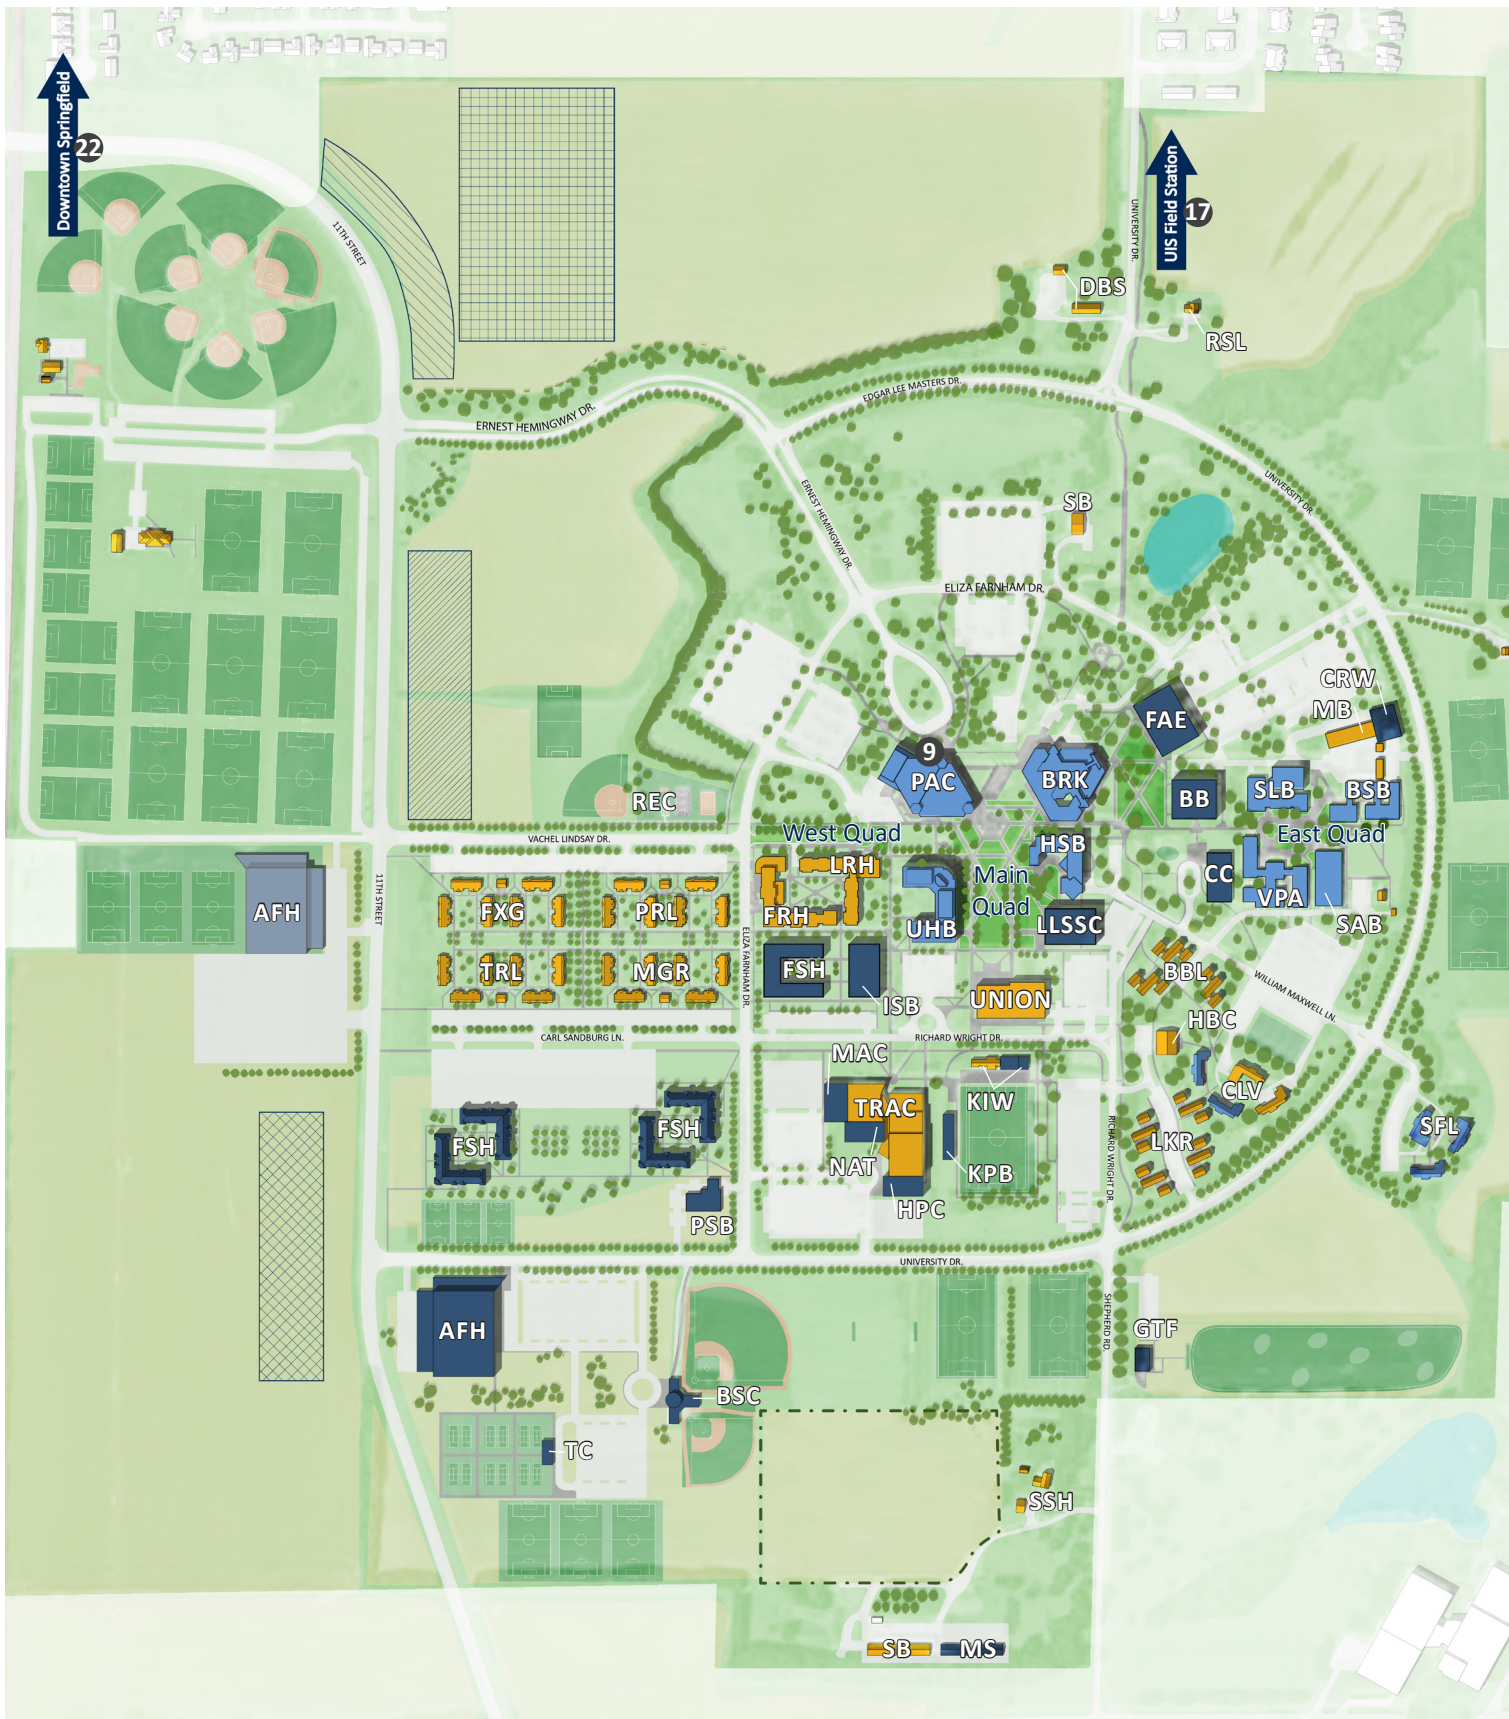 Downtown Springfield
22
UIS Field Station
17
UNIVERSITY DR.
11TH STREET
DBS
RSL
EDGAR LEE MASTERS DR.
ERNEST HEMINGWAY DR.
UNIVERSITY DR.
ERNEST HEMINGWAY DR.
SB
ELIZA FARNHAM DR.
CRW
MB
FAE
9
PAC
BRK
BB
SLB
BSB
REC
VACHEL LINDSAY DR.
West Quad
East Quad
HSB
LRH
Main
Quad
CC
VPA
11TH STREET
AFH
FXG
PRL
FRH
UHB
LLSSC
SAB
ELIZA FARNHAM DR.
TRL
MGR
FSH
ISB
UNION
BBL
WILLIAM MAXWELL LN.
HBC
CARL SANDBURG LN.
RICHARD WRIGHT DR.
MAC
TRAC
KIW
CLV
FSH
FSH
NAT
KPB
LKR
SFL
RICHARD WRIGHT DR.
HPC
PSB
UNIVERSITY DR.
SHEPHERD RD.
AFH
GTF
BSC
TC
SSH
SB
MS